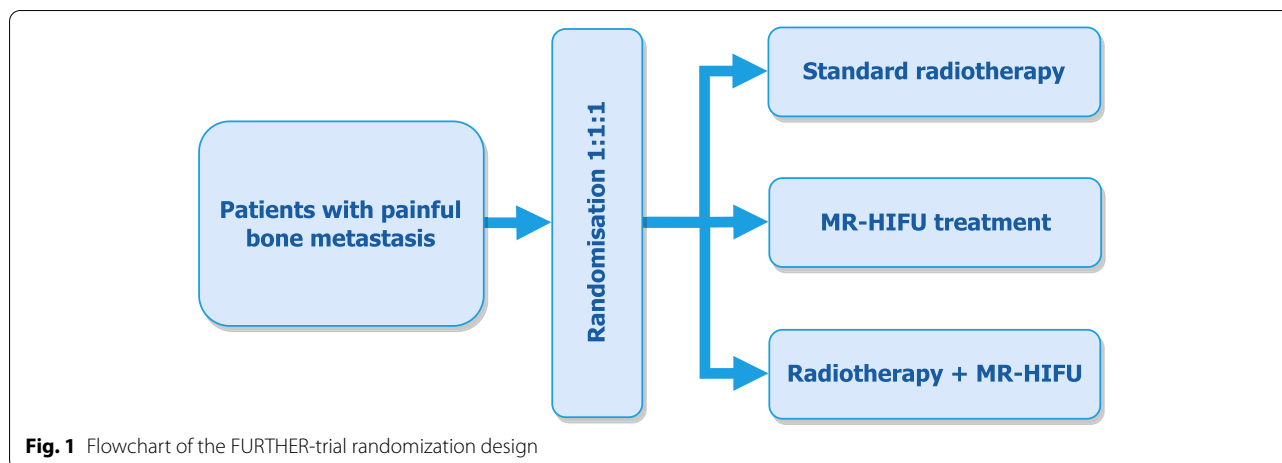 Patients with painful
bone metastasis
Randomisation 1:1:1
Standard radiotherapy
MR-HIFU treatment
Radiotherapy + MR-HIFU
Fig. 1 Flowchart of the FURTHER-trial randomization design